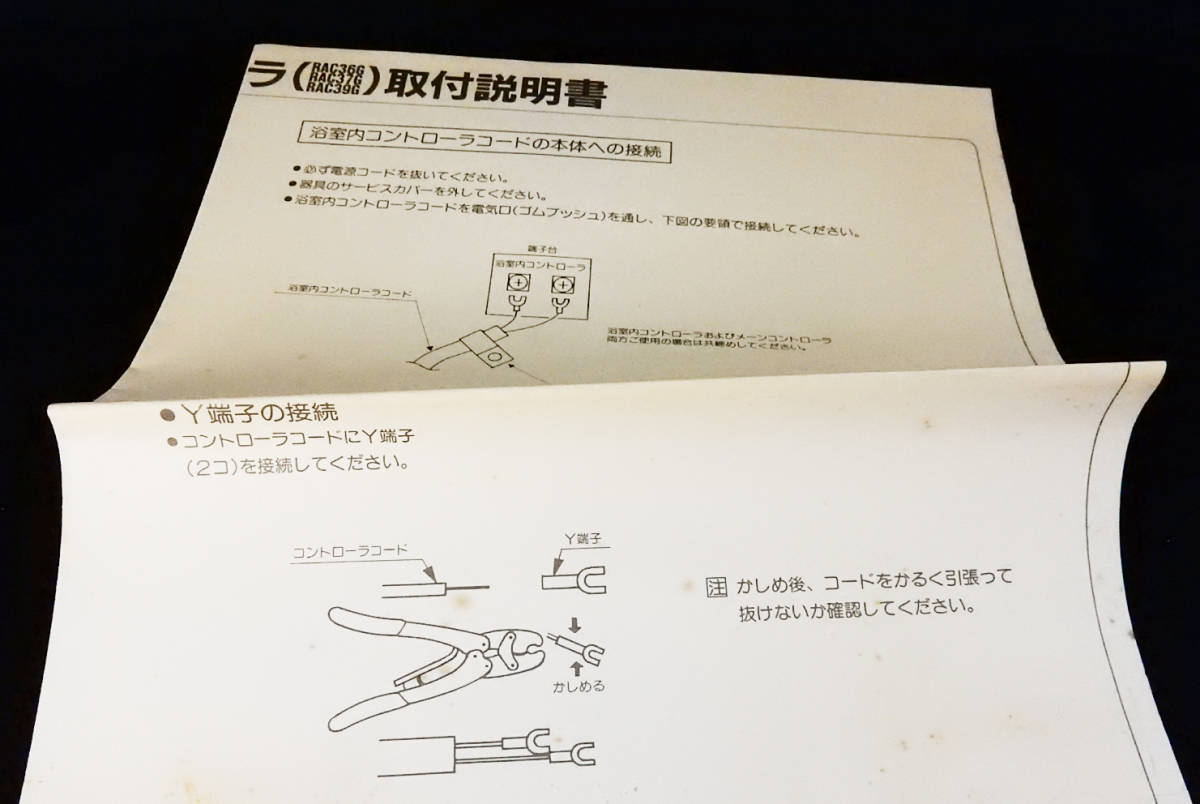 ラ(RAC36G RAC37G RAC39G)取付説明書
浴室内コントローラコードの本体への接続
●必ず電源コードを抜いてください。
●器具のサービスカバーを外してください。
●浴室内コントローラコードを電気口(ゴムブッシュ)を通し、下図の要領で接続してください。
端子台
浴室内コントローラ
浴室内コントローラコード
浴室内コントローラおよびメーンコントローラ
両方ご使用の場合は共締めしてください。
●Y端子の接続
●コントローラコードにY端子
(2コ)を接続してください。
コントローラコード
Y端子
注 かしめ後、コードをかるく引張って
抜けないか確認してください。
かしめる